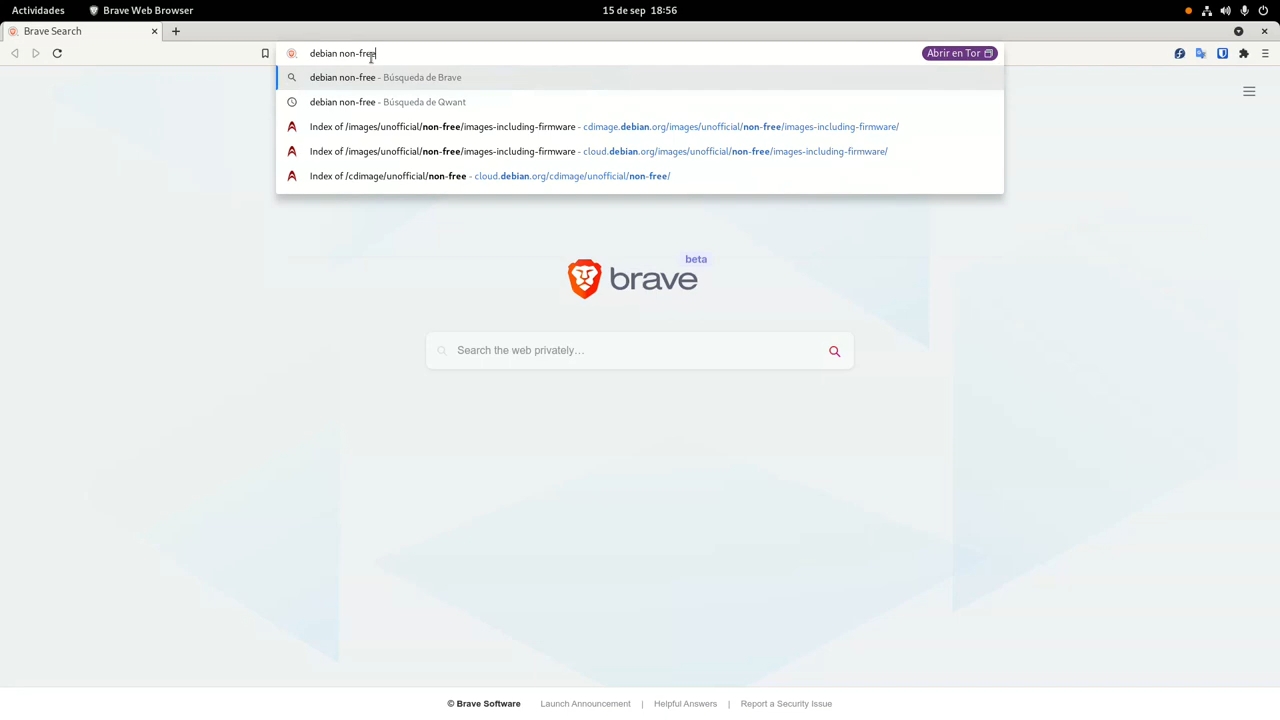 Actividades Brave Web Browser 15 de sep 18:56
Brave Search
debian non-free Abrir en Tor
debian non-free - Búsqueda de Brave
debian non-free - Búsqueda de Qwant
Index of /images/unofficial/non-free/images-including-firmware - cdimage.debian.org/images/unofficial/non-free/images-including-firmware/
Index of /images/unofficial/non-free/images-including-firmware - cloud.debian.org/images/unofficial/non-free/images-including-firmware/
Index of /cdimage/unofficial/non-free - cloud.debian.org/cdimage/unofficial/non-free/
beta
brave
Search the web privately…
© Brave Software Launch Announcement | Helpful Answers | Report a Security Issue